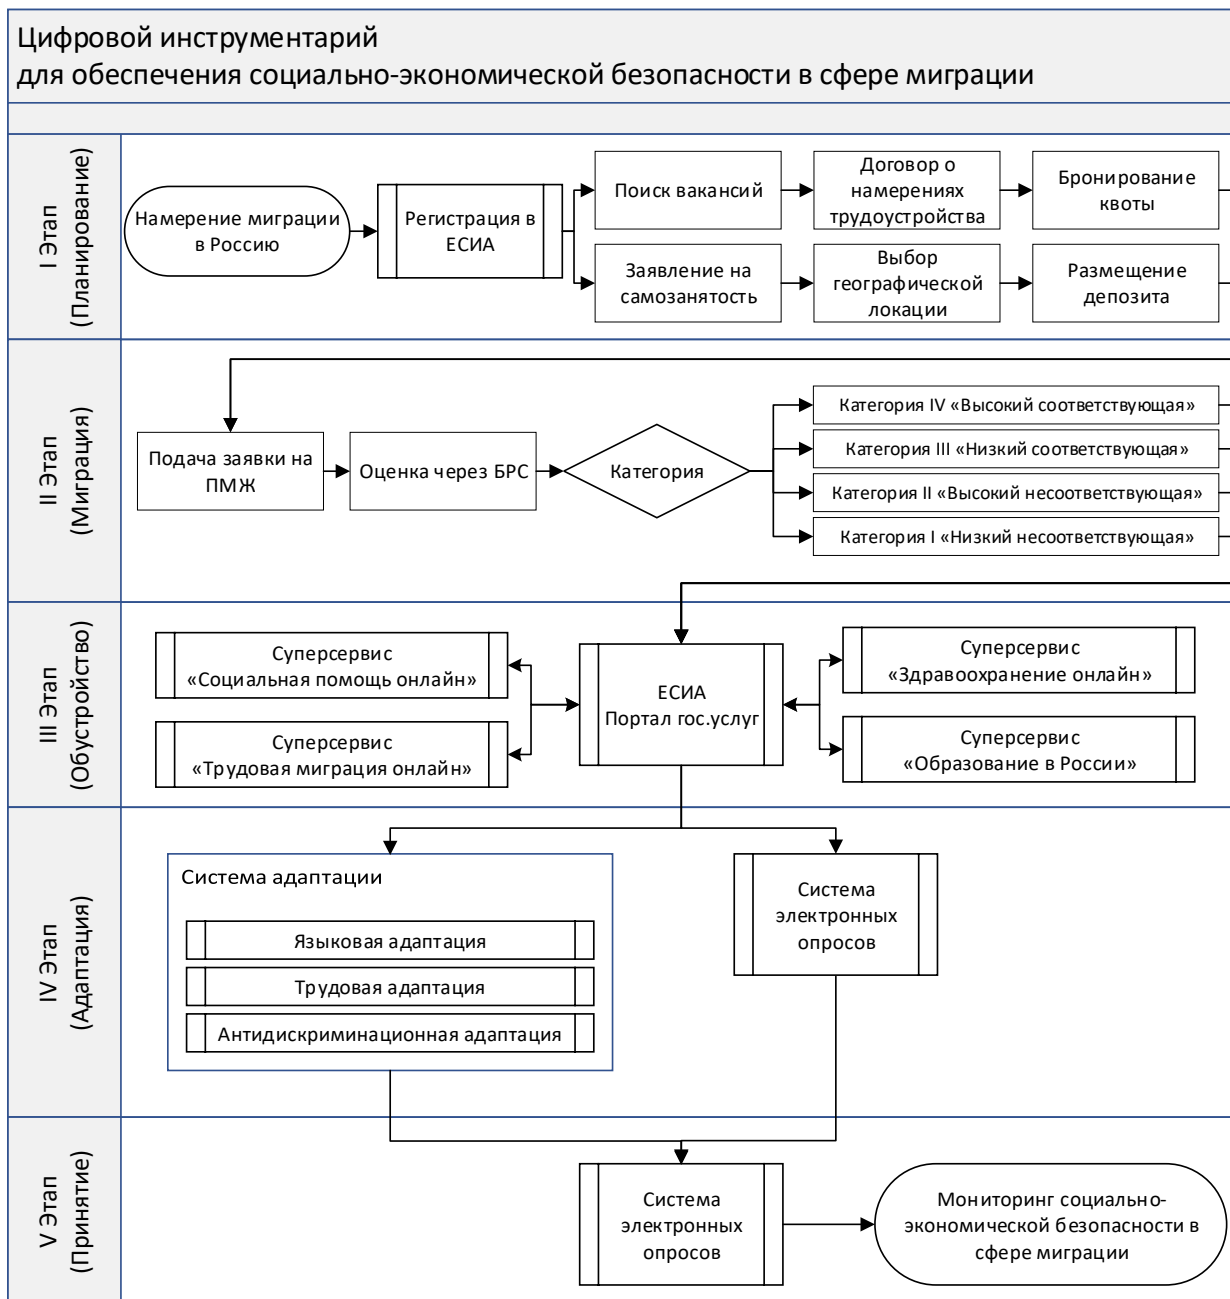 Цифровой инструментарий
для обеспечения социально-экономической безопасности в сфере миграции
I Этап
(Планирование)
Намерение миграции
в Россию
Регистрация в
ЕСИА
Поиск вакансий
Договор о
намерениях
трудоустройства
Бронирование
квоты
Заявление на
самозанятость
Выбор
географической
локации
Размещение
депозита
II Этап
(Миграция)
Подача заявки на
ПМЖ
Оценка через БРС
Категория
Категория IV «Высокий соответствующая»
Категория III «Низкий соответствующая»
Категория II «Высокий несоответствующая»
Категория I «Низкий несоответствующая»
III Этап
(Обустройство)
Суперсервис
«Социальная помощь онлайн»
Суперсервис
«Трудовая миграция онлайн»
ЕСИА
Портал гос.услуг
Суперсервис
«Здравоохранение онлайн»
Суперсервис
«Образование в России»
IV Этап
(Адаптация)
Система адаптации
Языковая адаптация
Трудовая адаптация
Антидискриминационная адаптация
Система
электронных
опросов
V Этап
(Принятие)
Система
электронных
опросов
Мониторинг социально-
экономической безопасности в
сфере миграции